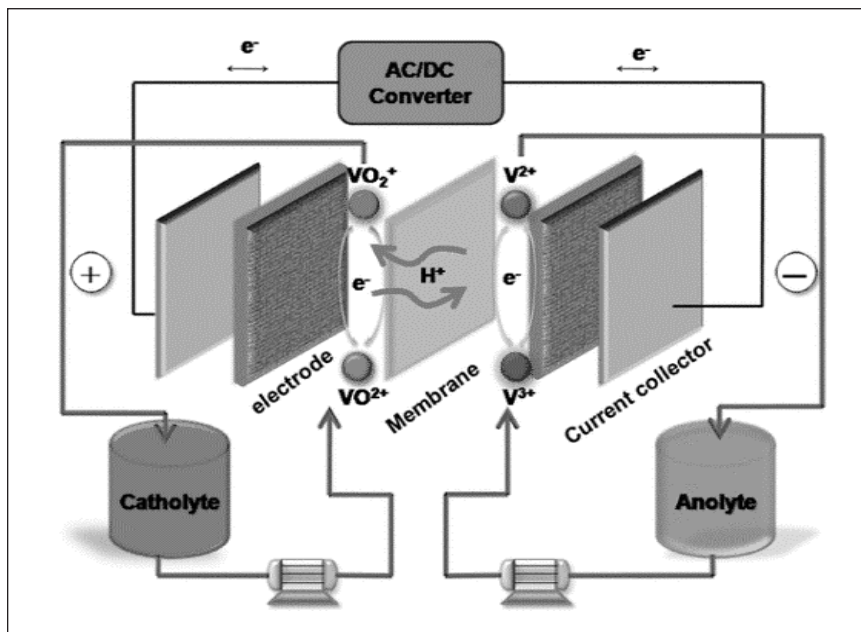 e⁻
AC/DC
Converter
e⁻
VO₂⁺
V²⁺
+
e⁻
H⁺
e⁻
−
electrode
VO²⁺
Membrane
V³⁺
Current collector
Catholyte
Anolyte